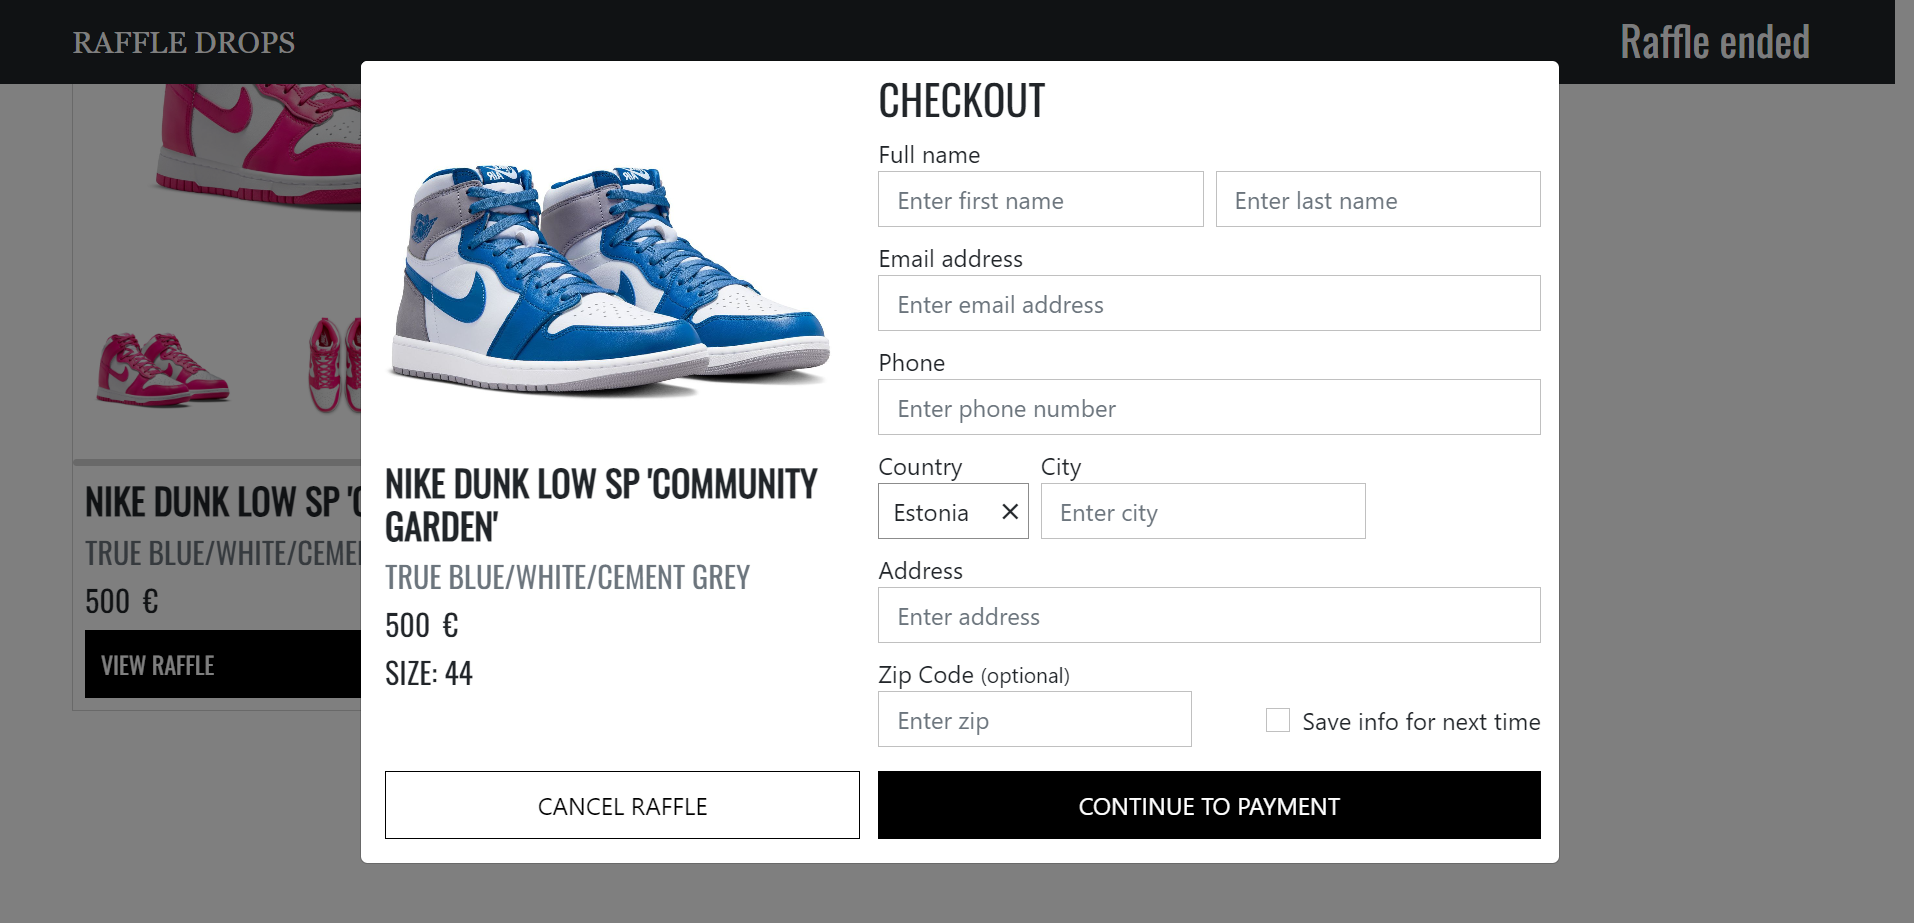 RAFFLE DROPS
Raffle ended
NIKE DUNK LOW SP 'C
TRUE BLUE/WHITE/CEME
500 €
VIEW RAFFLE
NIKE DUNK LOW SP 'COMMUNITY
GARDEN'
TRUE BLUE/WHITE/CEMENT GREY
500 €
SIZE: 44
CANCEL RAFFLE
CHECKOUT
Full name
Enter first name
Enter last name
Email address
Enter email address
Phone
Enter phone number
Country
City
Estonia ✕
Enter city
Address
Enter address
Zip Code (optional)
Enter zip
Save info for next time
CONTINUE TO PAYMENT